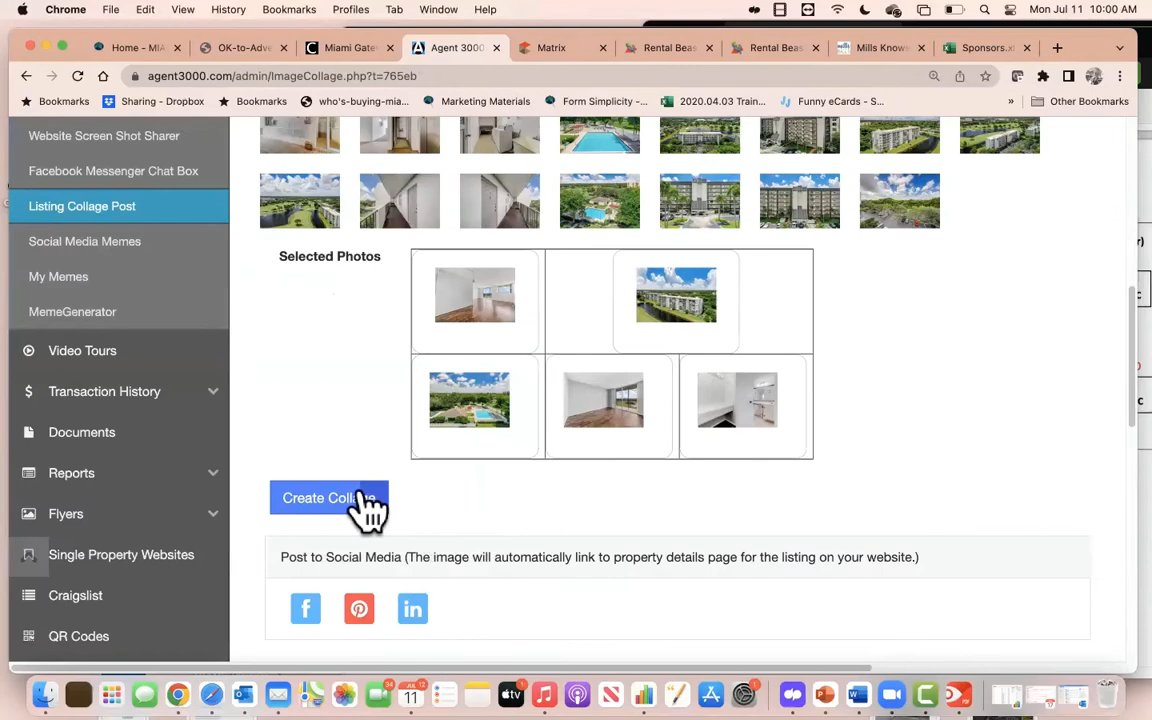 Chrome File Edit View History Bookmarks Profiles Tab Window Help Mon Jul 11 10:00 AM
Home - MIA × OK-to-Adve × Miami Gatew × Agent 3000 × Matrix × Rental Beas × Rental Beas × Mills Know × Sponsors.xl ×
agent3000.com/admin/ImageCollage.php?t=765eb
Bookmarks Sharing - Dropbox Bookmarks who's-buying-mia... Marketing Materials Form Simplicity -... 2020.04.03 Train... Funny eCards - S... » Other Bookmarks
Website Screen Shot Sharer
Facebook Messenger Chat Box
Listing Collage Post
Social Media Memes
My Memes
MemeGenerator
Video Tours
Transaction History
Documents
Reports
Flyers
Single Property Websites
Craigslist
QR Codes
Selected Photos
Create Collage
Post to Social Media (The image will automatically link to property details page for the listing on your website.)